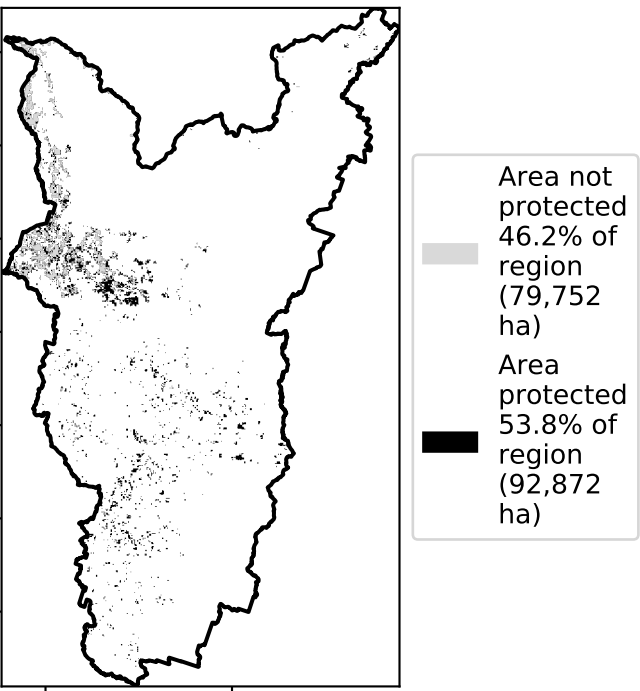 Area not
protected
46.2% of
region
(79,752
ha)
Area
protected
53.8% of
region
(92,872
ha)